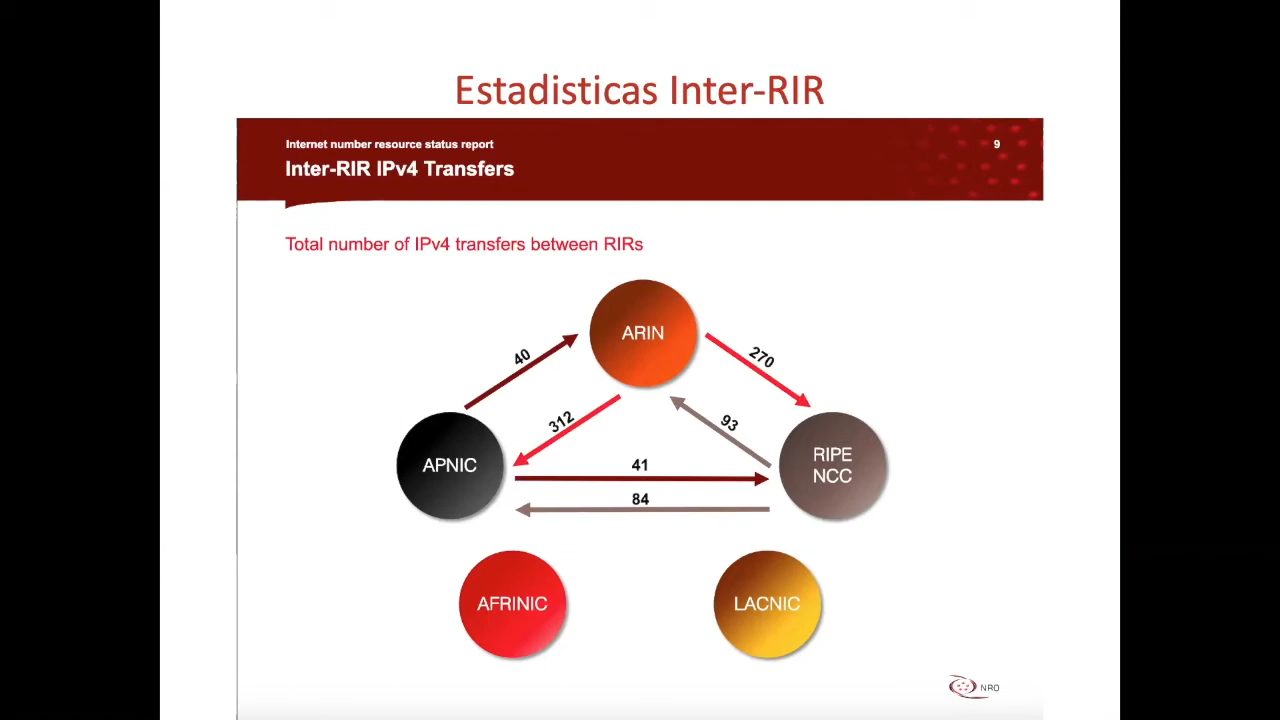 Estadisticas Inter-RIR
Internet number resource status report
9
Inter-RIR IPv4 Transfers
Total number of IPv4 transfers between RIRs
ARIN
40
270
312
93
APNIC
41
84
RIPE
NCC
AFRINIC
LACNIC
NRO